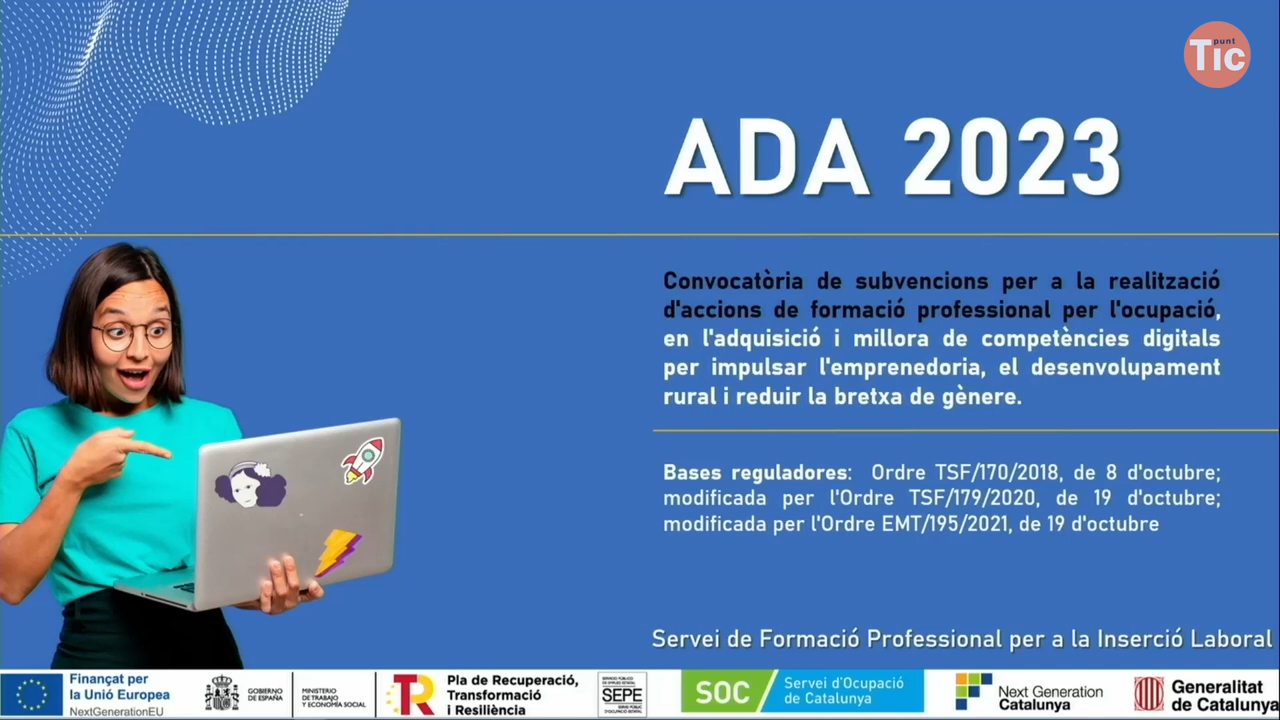 punt
Tic
ADA 2023
Convocatòria de subvencions per a la realització
d'accions de formació professional per l'ocupació,
en l'adquisició i millora de competències digitals
per impulsar l'emprenedoria, el desenvolupament
rural i reduir la bretxa de gènere.
Bases reguladores: Ordre TSF/170/2018, de 8 d'octubre;
modificada per l'Ordre TSF/179/2020, de 19 d'octubre;
modificada per l'Ordre EMT/195/2021, de 19 d'octubre
Servei de Formació Professional per a la Inserció Laboral
Finançat per
la Unió Europea
NextGenerationEU
GOBIERNO
DE ESPAÑA
MINISTERIO
DE TRABAJO
Y ECONOMÍA SOCIAL
Pla de Recuperació,
Transformació
i Resiliència
SERVICIO PÚBLICO
DE EMPLEO ESTATAL
SEPE
SOC
Servei d'Ocupació
de Catalunya
Next Generation
Catalunya
Generalitat
de Catalunya